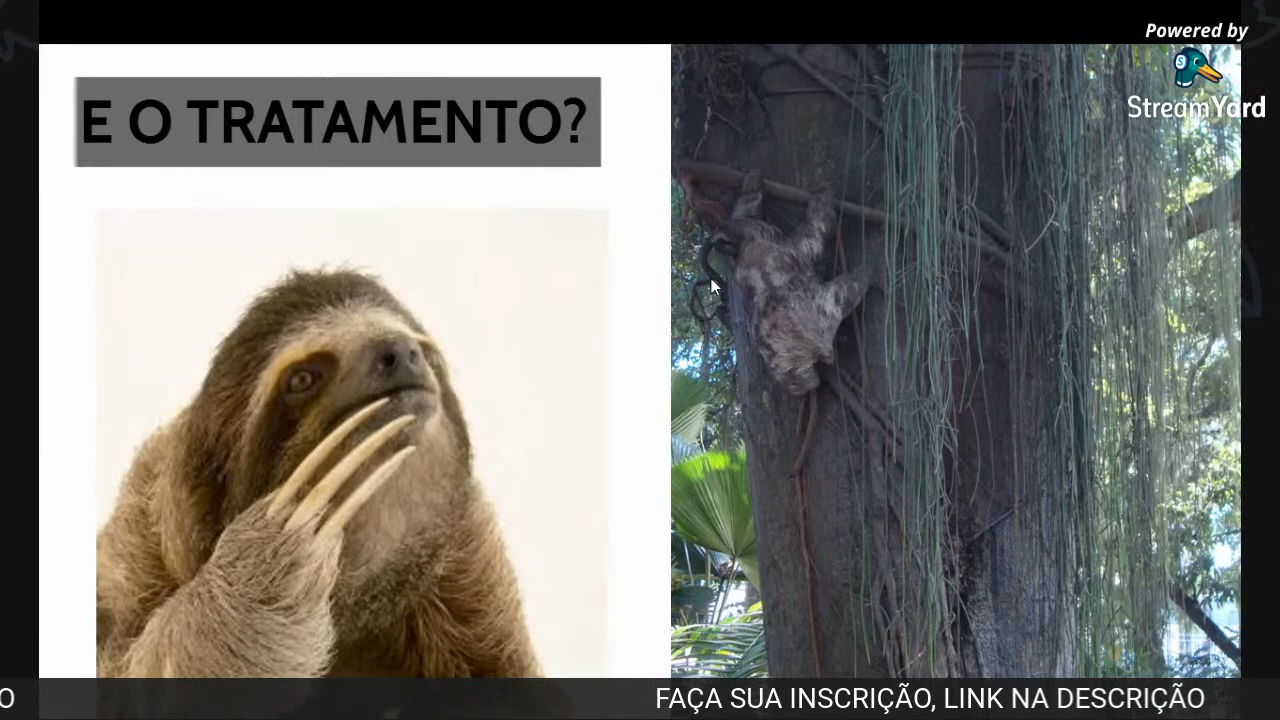 Powered by
StreamYard
E O TRATAMENTO?
O
FAÇA SUA INSCRIÇÃO, LINK NA DESCRIÇÃO